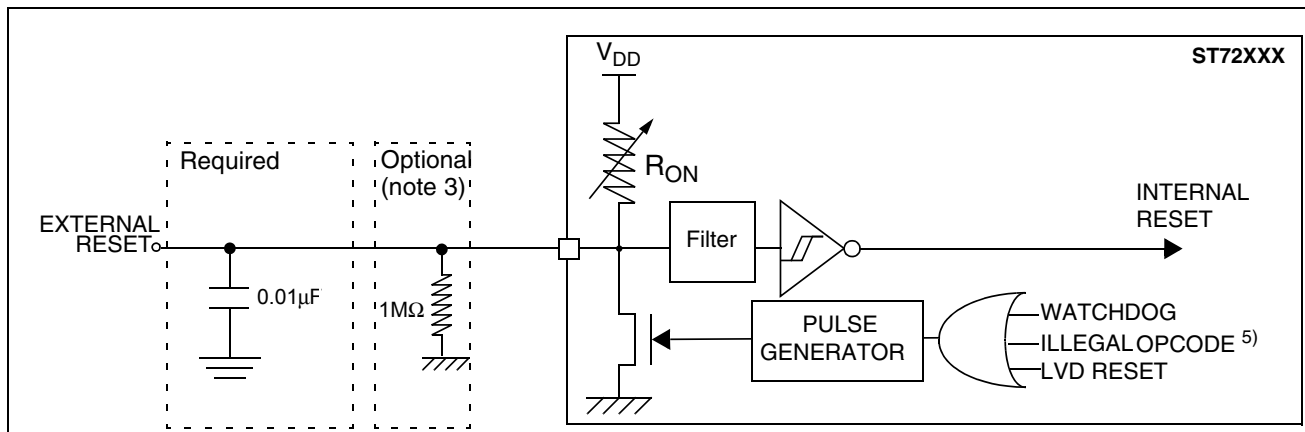 V_DD
ST72XXX
Required
Optional
(note 3)
R_ON
EXTERNAL
RESET
INTERNAL
RESET
Filter
0.01µF
1MΩ
PULSE
GENERATOR
WATCHDOG
ILLEGAL OPCODE 5)
LVD RESET